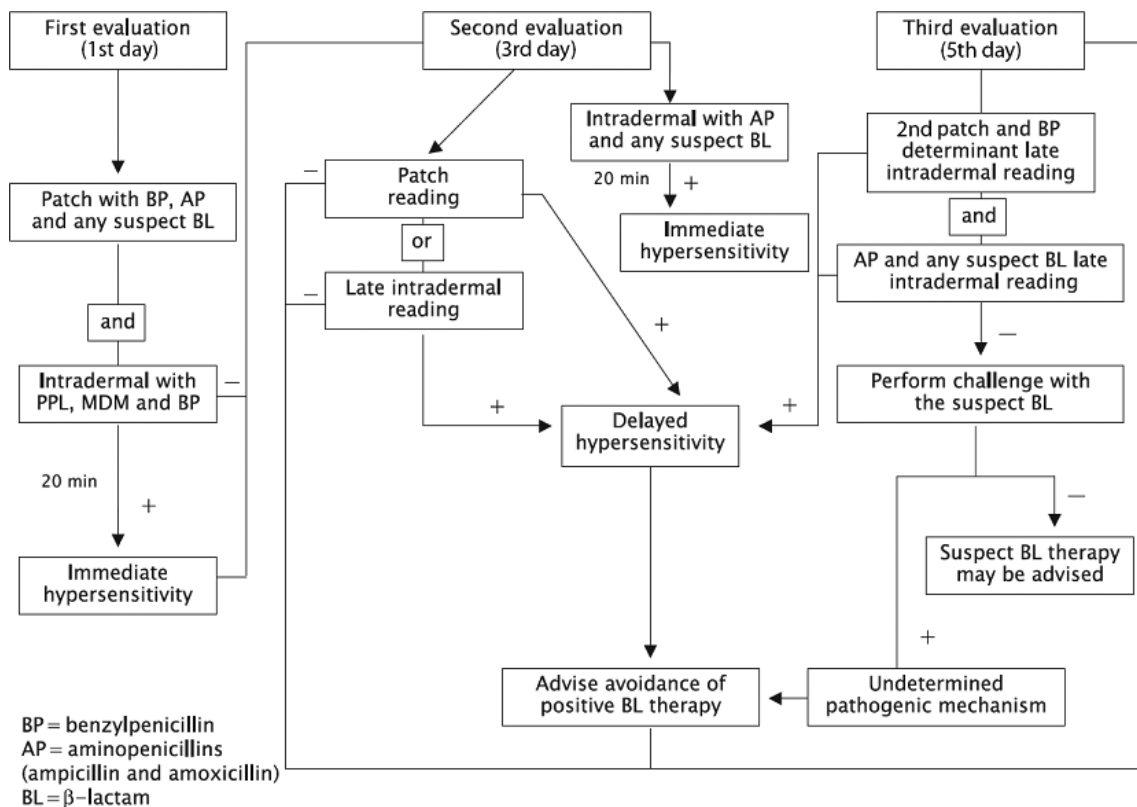 First evaluation
(1st day)
Patch with BP, AP
and any suspect BL
and
Intradermal with
PPL, MDM and BP
−
20 min
+
Immediate
hypersensitivity
Second evaluation
(3rd day)
Intradermal with AP
and any suspect BL
20 min
+
Immediate
hypersensitivity
−
Patch
reading
or
−
Late intradermal
reading
+
+
Delayed
hypersensitivity
Advise avoidance of
positive BL therapy
Third evaluation
(5th day)
2nd patch and BP
determinant late
intradermal reading
and
AP and any suspect BL late
intradermal reading
+
−
Perform challenge with
the suspect BL
−
Suspect BL therapy
may be advised
+
Undetermined
pathogenic mechanism
BP = benzylpenicillin
AP = aminopenicillins
(ampicillin and amoxicillin)
BL = β-lactam